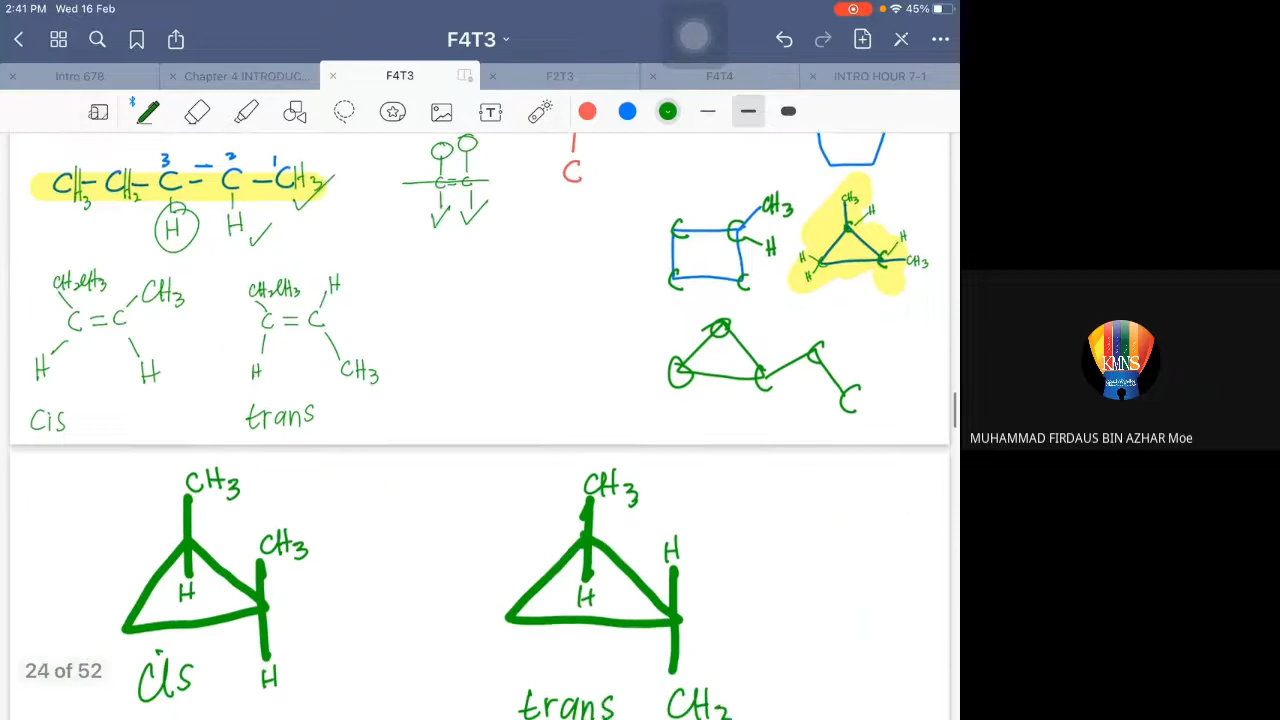 2:41 PM Wed 16 Feb
45%
F4T3
Intro 678
Chapter 4 INTRODUC...
F4T3
F2T3
F4T4
INTRO HOUR 7-1
T
3 2 1
CH3 - CH2 - C - C - CH3
H H
C = C
C
CH3
H
C C
C C
CH3
H
H
H
H
CH3
CH2CH3 CH3
C = C
H H
Cis
CH2CH3 H
C = C
H CH3
trans
C
C
C
CH3
CH3
H
H
Cis
CH3
H
H
trans
CH3
24 of 52
KMNS
MUHAMMAD FIRDAUS BIN AZHAR Moe